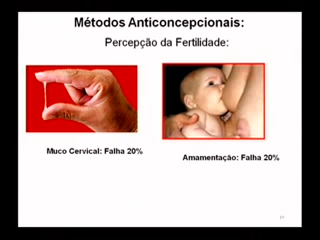 Métodos Anticoncepcionais:
Percepção da Fertilidade:
Muco Cervical: Falha 20%
Amamentação: Falha 20%